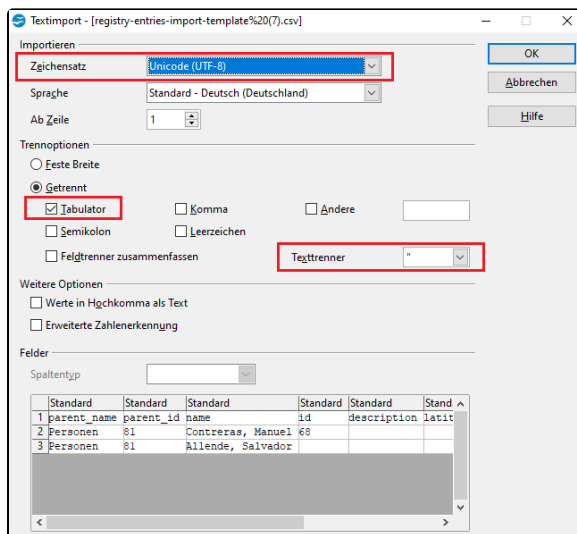 Textimport - [registry-entries-import-template%20(7).csv]
Importieren
Zeichensatz Unicode (UTF-8)
OK
Sprache Standard - Deutsch (Deutschland)
Abbrechen
Ab Zeile 1
Hilfe
Trennoptionen
Feste Breite
Getrennt
Tabulator Komma Andere
Semikolon Leerzeichen
Feldtrenner zusammenfassen Texttrenner "
Weitere Optionen
Werte in Hochkomma als Text
Erweiterte Zahlenerkennung
Felder
Spaltentyp
Standard Standard Standard Standard Standard Stand
1 parent_name parent_id name id description latit
2 Personen 81 Contreras, Manuel 68
3 Personen 81 Allende, Salvador